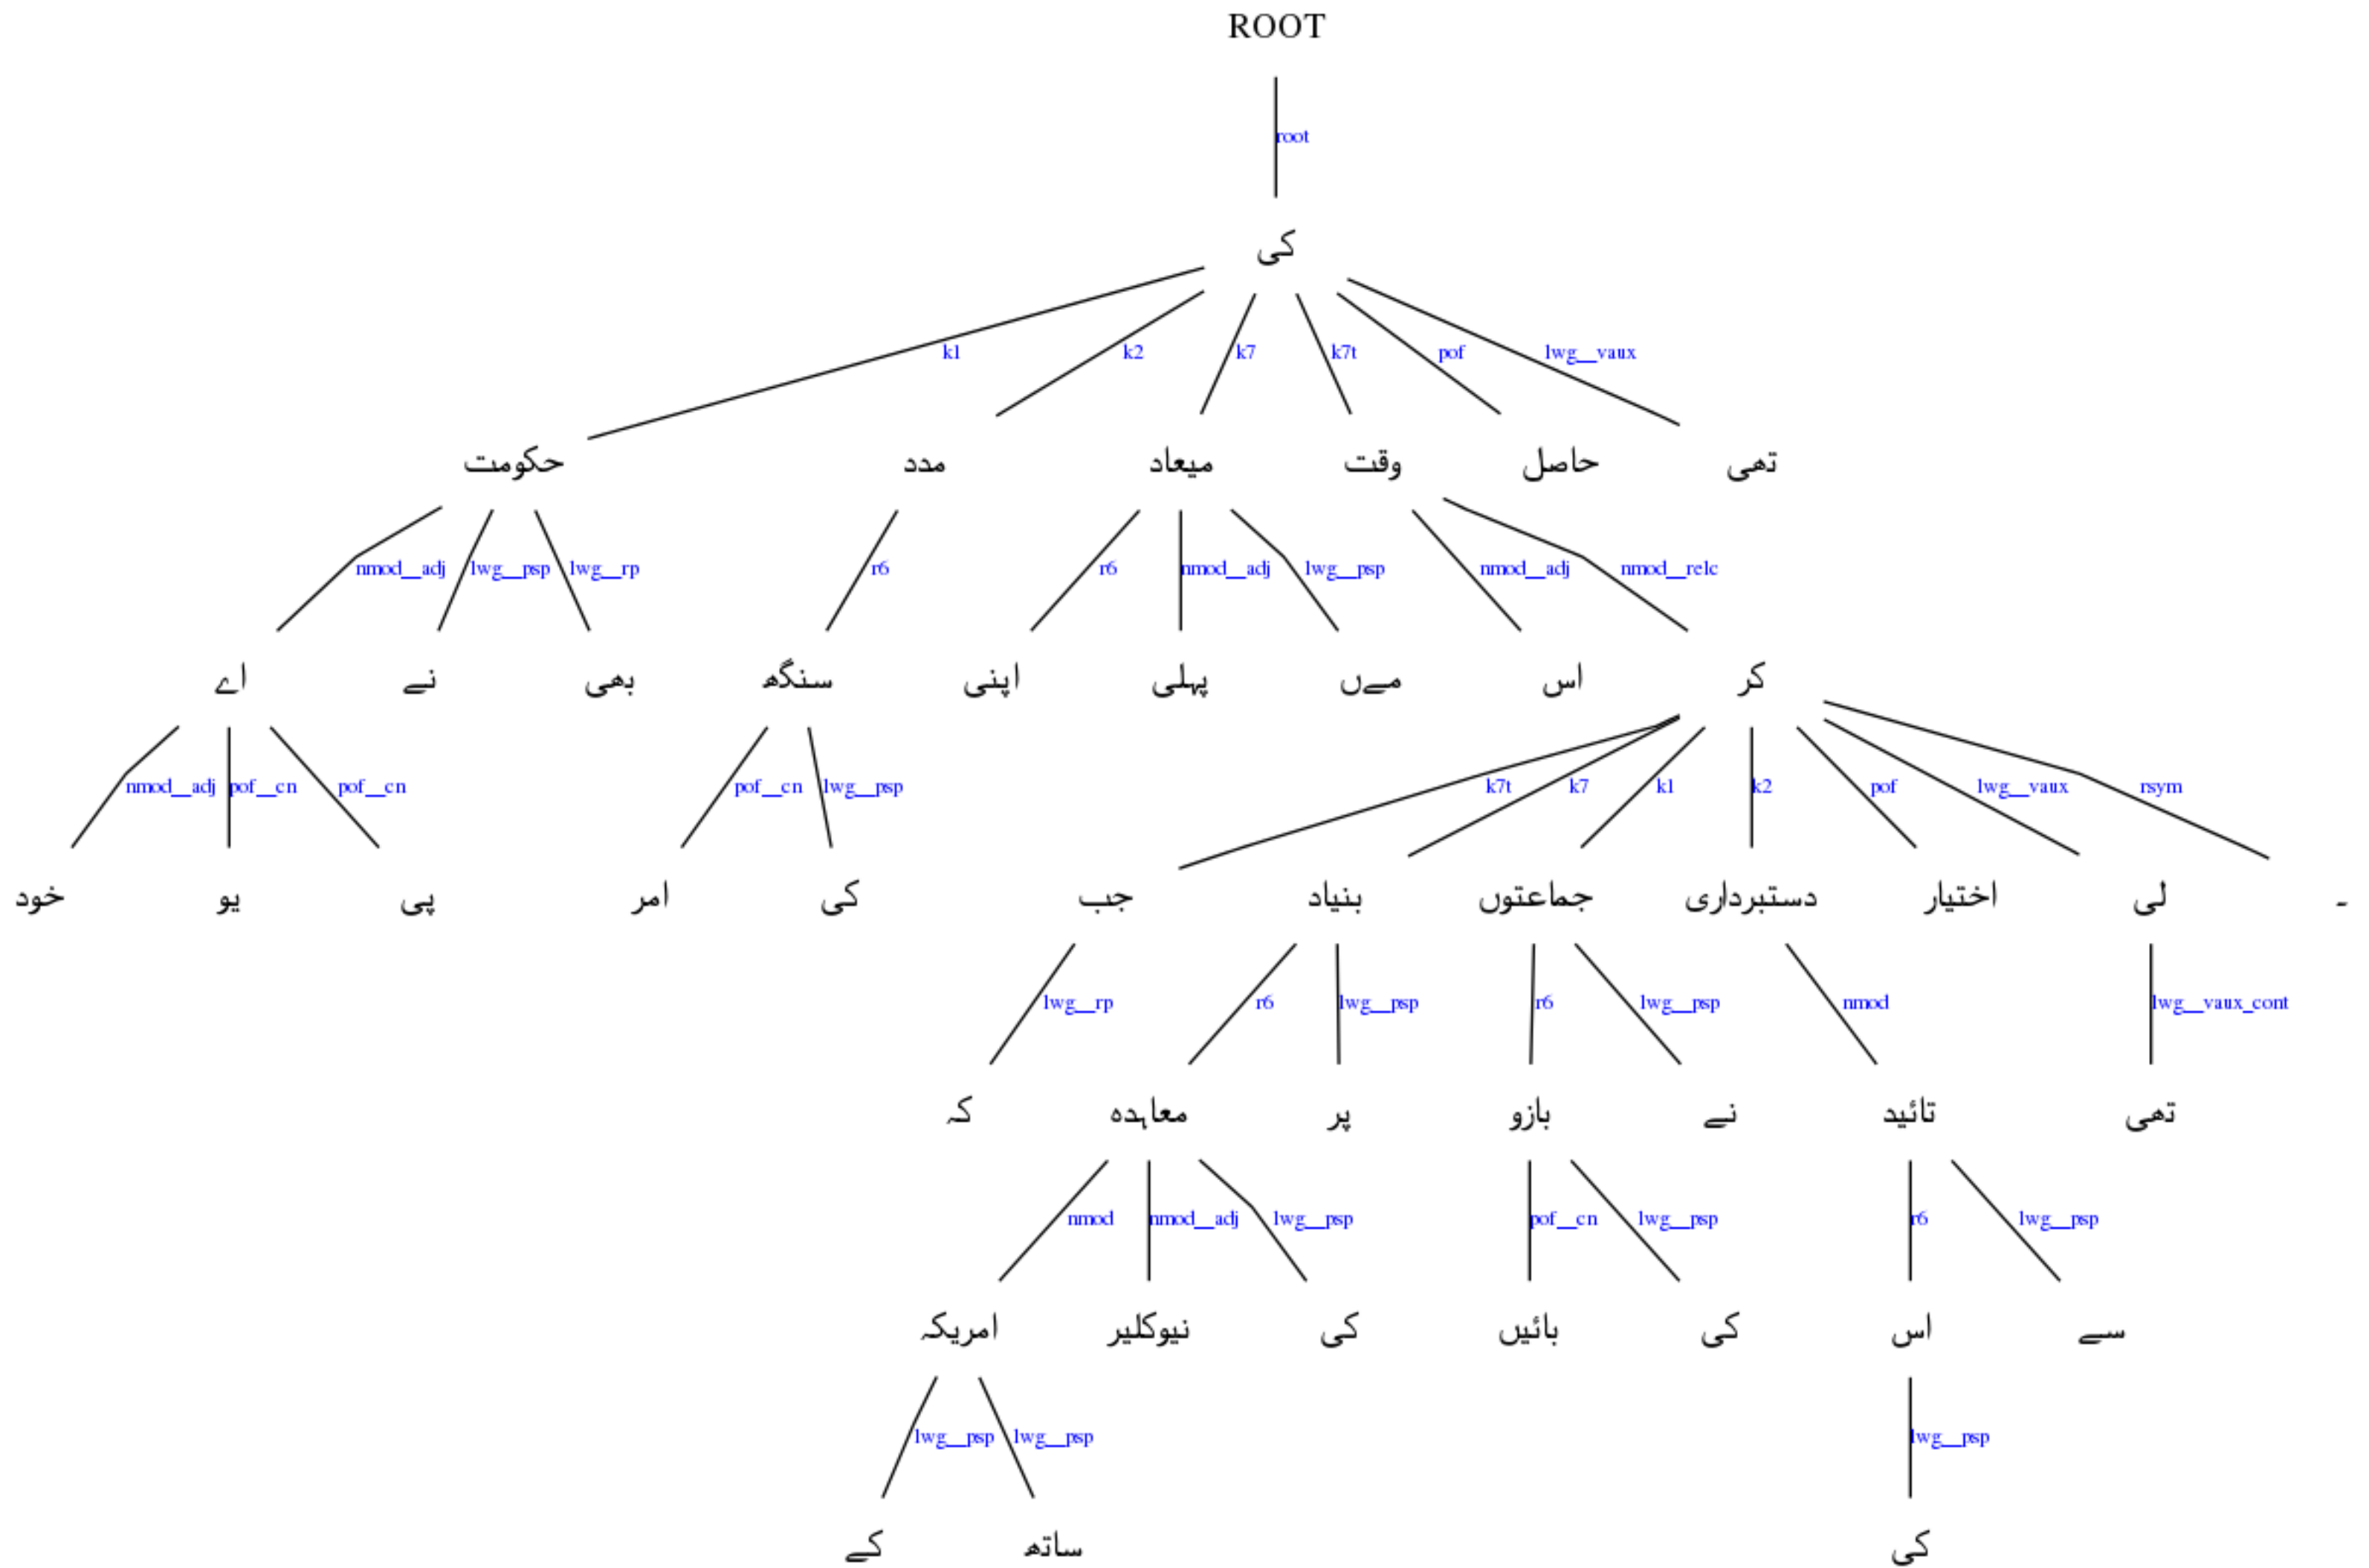 ROOT
root
کی
k1 k2 k7 k7t pof lwg__vaux
حکومت مدد میعاد وقت حاصل تھی
nmod__adj lwg__psp lwg__rp r6 r6 nmod__adj lwg__psp nmod__adj nmod__relc
اے نے بھی سنگھ اپنی پہلی مےں اس کر
nmod__adj pof__cn pof__cn pof__cn lwg__psp k7t k7 k1 k2 pof lwg__vaux rsym
خود یو پی امر کی جب بنیاد جماعتوں دستبرداری اختیار لی ۔
lwg__rp r6 lwg__psp r6 lwg__psp nmod lwg__vaux_cont
کہ معاہدہ پر بازو نے تائید تھی
nmod nmod__adj lwg__psp pof__cn lwg__psp r6 lwg__psp
امریکہ نیوکلیر کی بائیں کی اس سے
lwg__psp lwg__psp lwg__psp
کے ساتھ کی